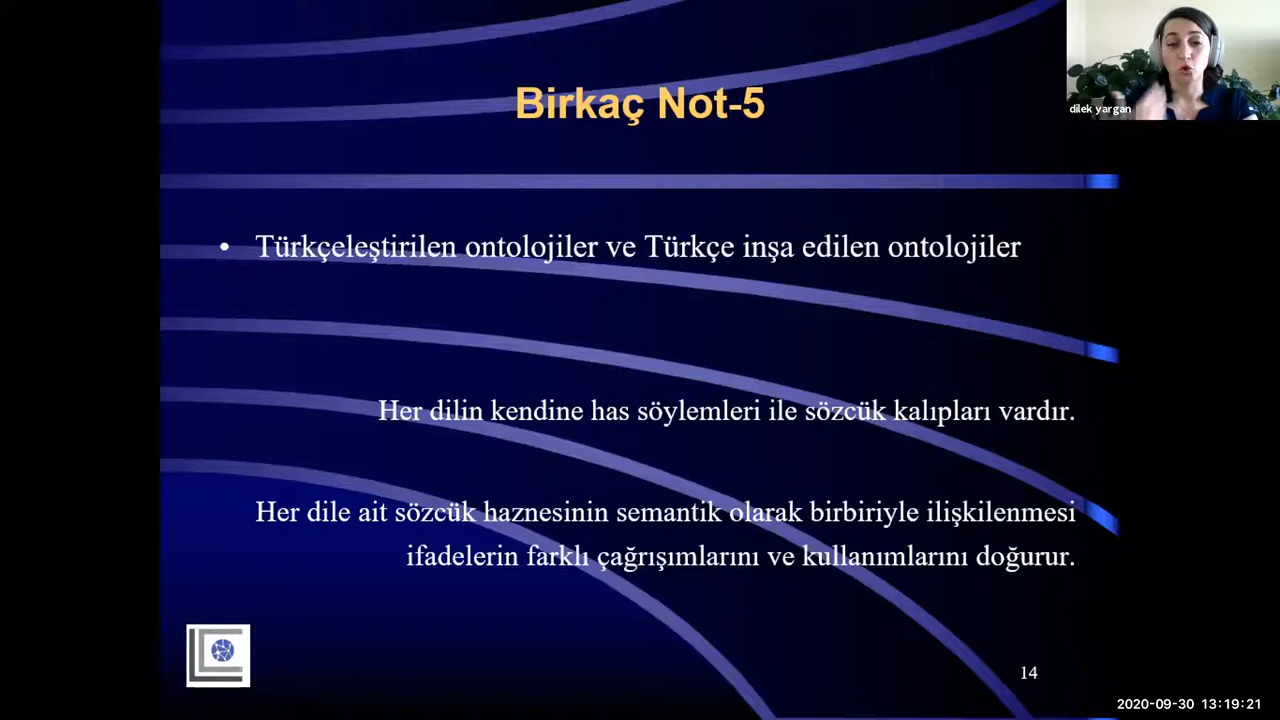 Birkaç Not-5
dilek yargan
• Türkçeleştirilen ontolojiler ve Türkçe inşa edilen ontolojiler
Her dilin kendine has söylemleri ile sözcük kalıpları vardır.
Her dile ait sözcük haznesinin semantik olarak birbiriyle ilişkilenmesi
ifadelerin farklı çağrışımlarını ve kullanımlarını doğurur.
14
2020-09-30 13:19:21